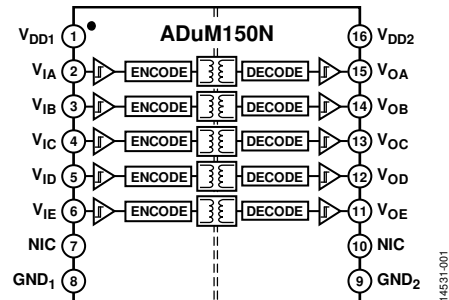 ADuM150N
VDD1 1 16 VDD2
VIA 2 ENCODE DECODE 15 VOA
VIB 3 ENCODE DECODE 14 VOB
VIC 4 ENCODE DECODE 13 VOC
VID 5 ENCODE DECODE 12 VOD
VIE 6 ENCODE DECODE 11 VOE
NIC 7 10 NIC
GND1 8 9 GND2
14531-001